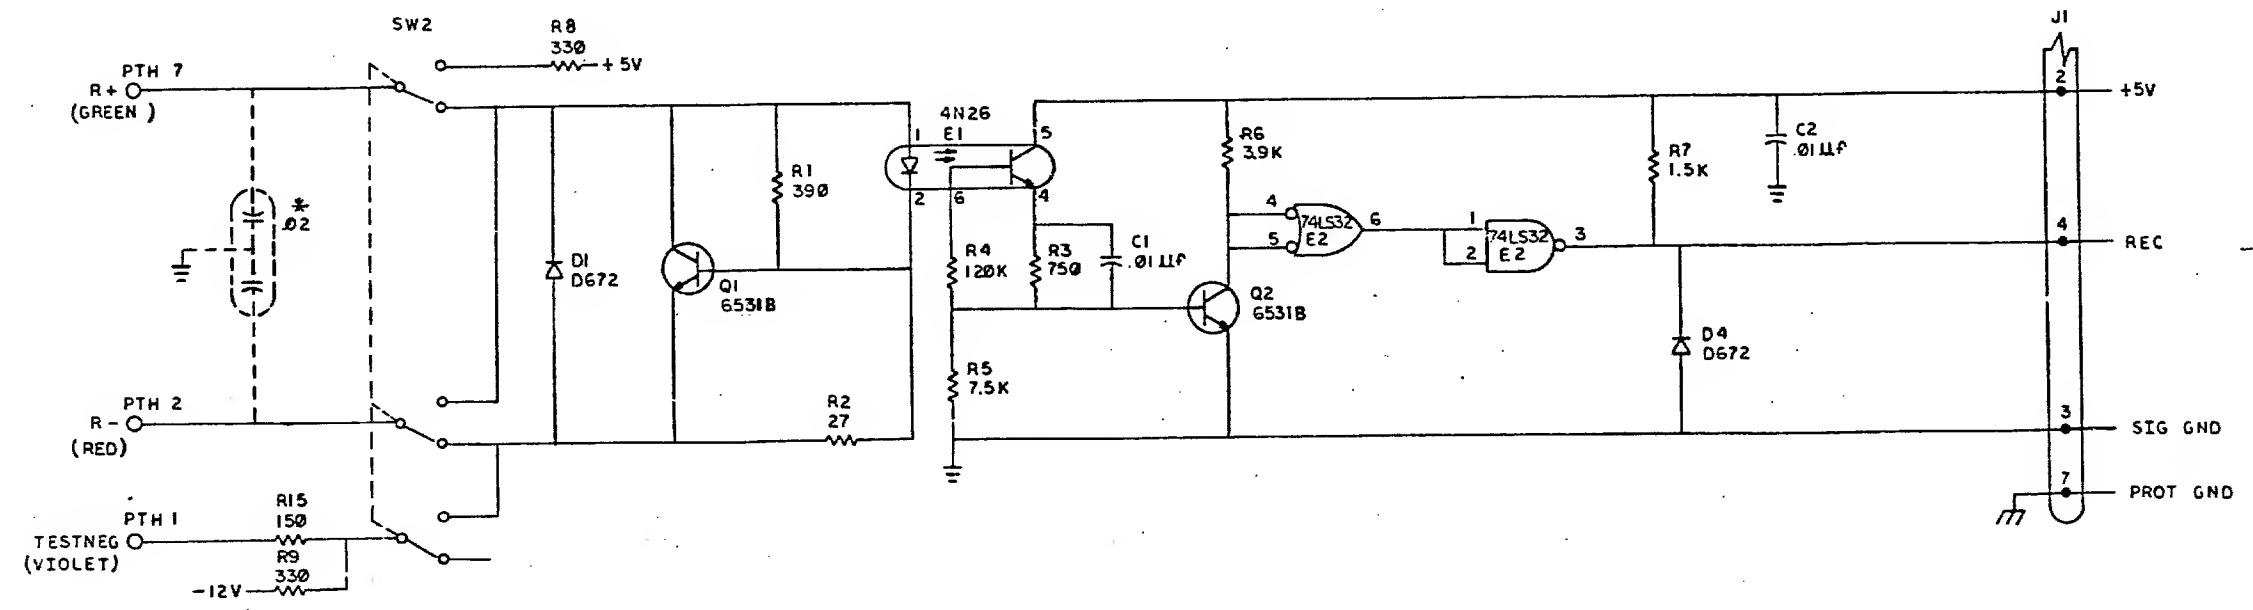 SW2
R8
330
+5V
PTH 7
R+
(GREEN )
*
.02
PTH 2
R-
(RED)
PTH 1
TESTNEG
(VIOLET)
R15
150
R9
330
-12V
D1
D672
Q1
6531B
R1
390
R2
27
4N26
E1
1
2
5
6
4
R4
120K
R3
750
C1
.01µf
R5
7.5K
Q2
6531B
R6
3.9K
4
5
74LS32
E2
6
1
2
74LS32
E2
3
R7
1.5K
C2
.01µf
D4
D672
J1
2
+5V
4
REC
3
SIG GND
7
PROT GND